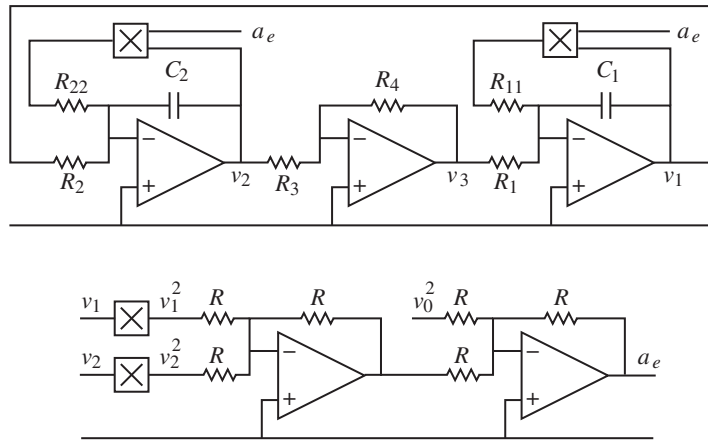 a_e a_e
R_22 C_2 R_4 R_11 C_1
− − −
R_2 v_2 R_3 v_3 R_1 v_1
+ + +
v_1 v_1^2 R R v_0^2 R R
v_2 v_2^2 R − R − a_e
+ +